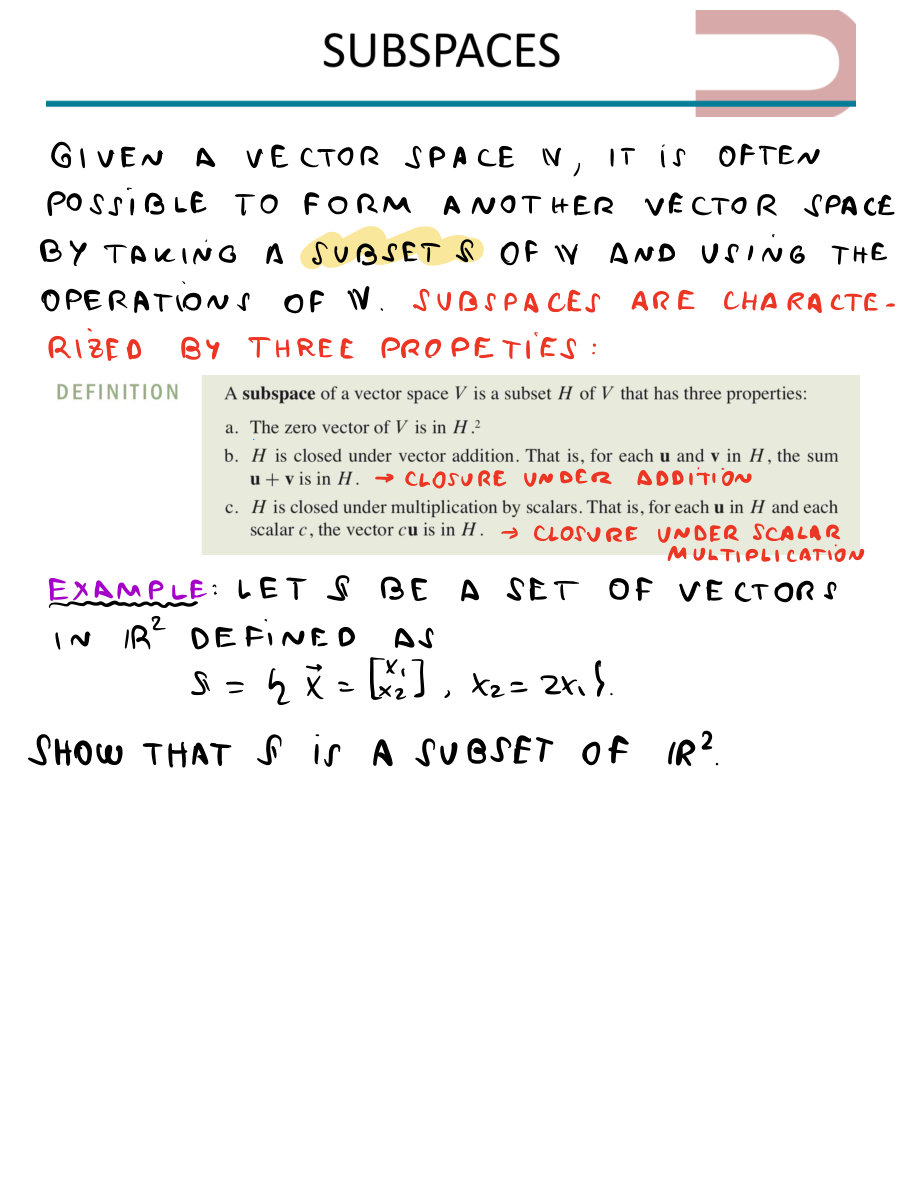 SUBSPACES
GIVEN A VECTOR SPACE V, IT IS OFTEN
POSSIBLE TO FORM ANOTHER VECTOR SPACE
BY TAKING A SUBSET S OF V AND USING THE
OPERATIONS OF V. SUBSPACES ARE CHARACTE-
RIZED BY THREE PROPETIES:
DEFINITION
A subspace of a vector space V is a subset H of V that has three properties:
a. The zero vector of V is in H.²
b. H is closed under vector addition. That is, for each u and v in H, the sum
u + v is in H. → CLOSURE UNDER ADDITION
c. H is closed under multiplication by scalars. That is, for each u in H and each
scalar c, the vector cu is in H. → CLOSURE UNDER SCALAR
MULTIPLICATION
EXAMPLE: LET S BE A SET OF VECTORS
IN ℝ² DEFINED AS
S = { x⃗ = [x₁ x₂], x₂ = 2x₁ }.
SHOW THAT S IS A SUBSET OF ℝ².